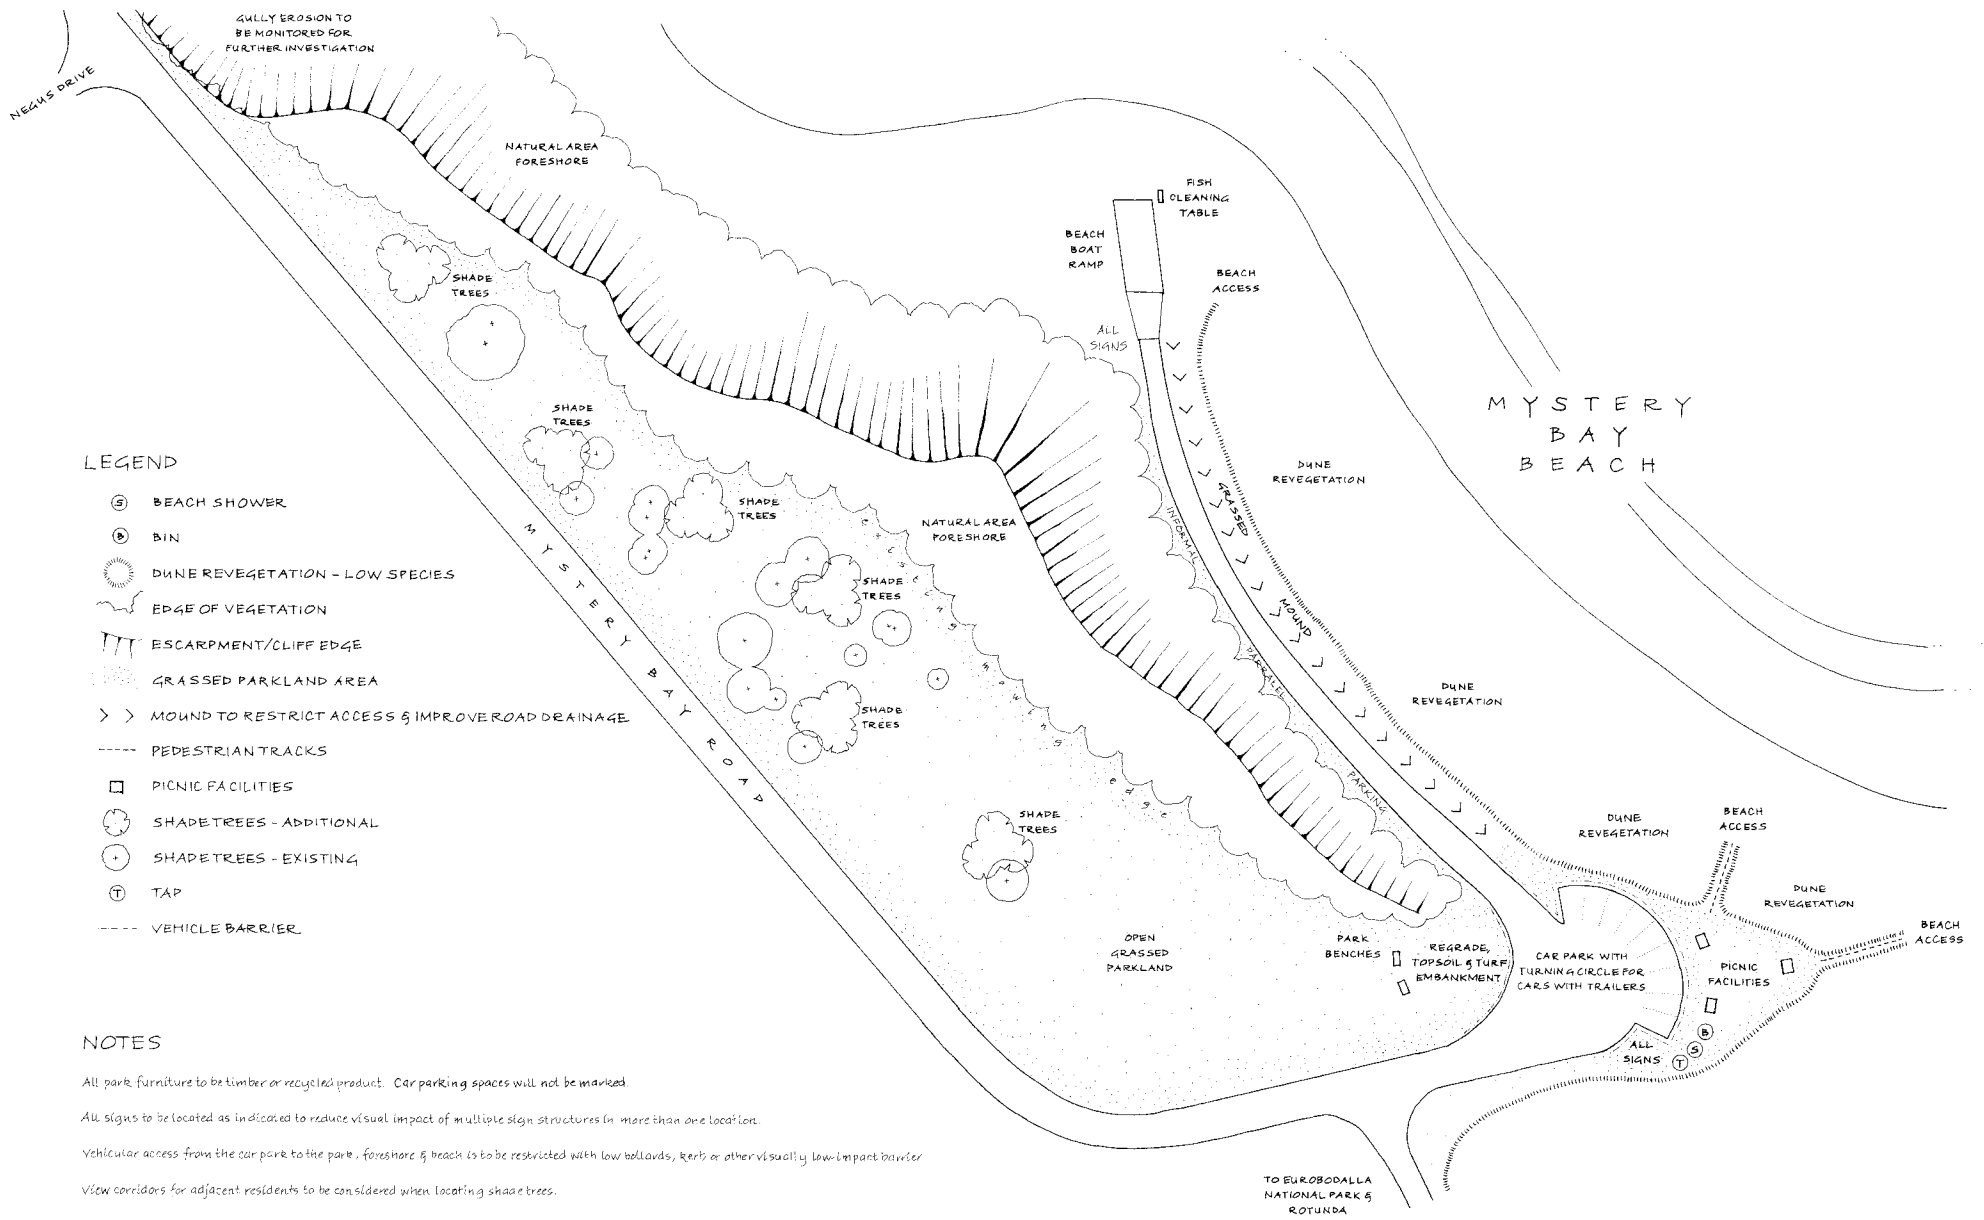 GULLY EROSION TO
BE MONITORED FOR
FURTHER INVESTIGATION
NEGUS DRIVE
NATURAL AREA
FORESHORE
FISH
CLEANING
TABLE
BEACH
BOAT
RAMP
BEACH
ACCESS
ALL
SIGNS
SHADE
TREES
SHADE
TREES
SHADE
TREES
SHADE
TREES
SHADE
TREES
SHADE
TREES
MYSTERY
BAY
BEACH
DUNE
REVEGETATION
GRASSED
MOUND
INFORMAL
PARRALEL
PARKING
NATURAL AREA
FORESHORE
existing mowing edge
MYSTERY BAY ROAD
DUNE
REVEGETATION
DUNE
REVEGETATION
BEACH
ACCESS
DUNE
REVEGETATION
BEACH
ACCESS
OPEN
GRASSED
PARKLAND
PARK
BENCHES
REGRADE,
TOPSOIL & TURF
EMBANKMENT
CAR PARK WITH
TURNING CIRCLE FOR
CARS WITH TRAILERS
PICNIC
FACILITIES
ALL
SIGNS
B
S
T
TO EUROBODALLA
NATIONAL PARK &
ROTUNDA
LEGEND
S BEACH SHOWER
B BIN
DUNE REVEGETATION - LOW SPECIES
EDGE OF VEGETATION
ESCARPMENT/CLIFF EDGE
GRASSED PARKLAND AREA
MOUND TO RESTRICT ACCESS & IMPROVE ROAD DRAINAGE
PEDESTRIAN TRACKS
PICNIC FACILITIES
SHADE TREES - ADDITIONAL
SHADE TREES - EXISTING
T TAP
VEHICLE BARRIER
NOTES
All park furniture to be timber or recycled product. Car parking spaces will not be marked.
All signs to be located as indicated to reduce visual impact of multiple sign structures in more than one location.
Vehicular access from the car park to the park, foreshore & beach is to be restricted with low bollards, kerb or other visually low-impact barrier
View corridors for adjacent residents to be considered when locating shade trees.